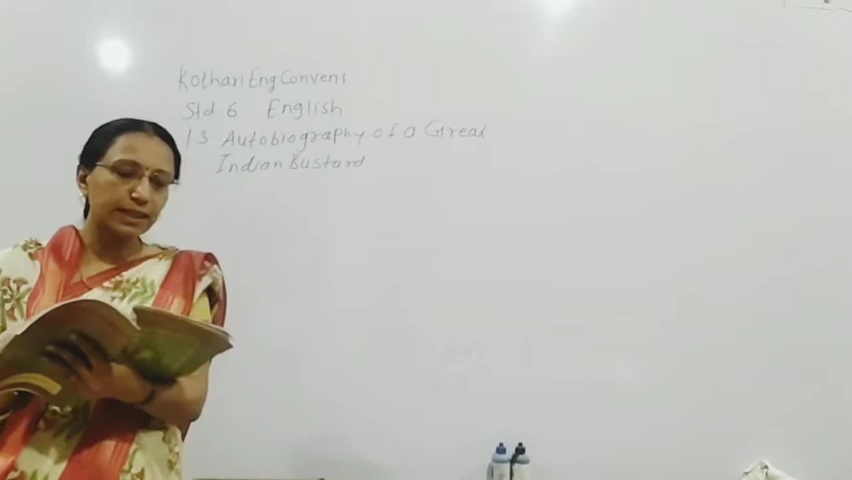 Kothari Eng Convent
Std 6 English
13 Autobiography of a Great
Indian Bustard